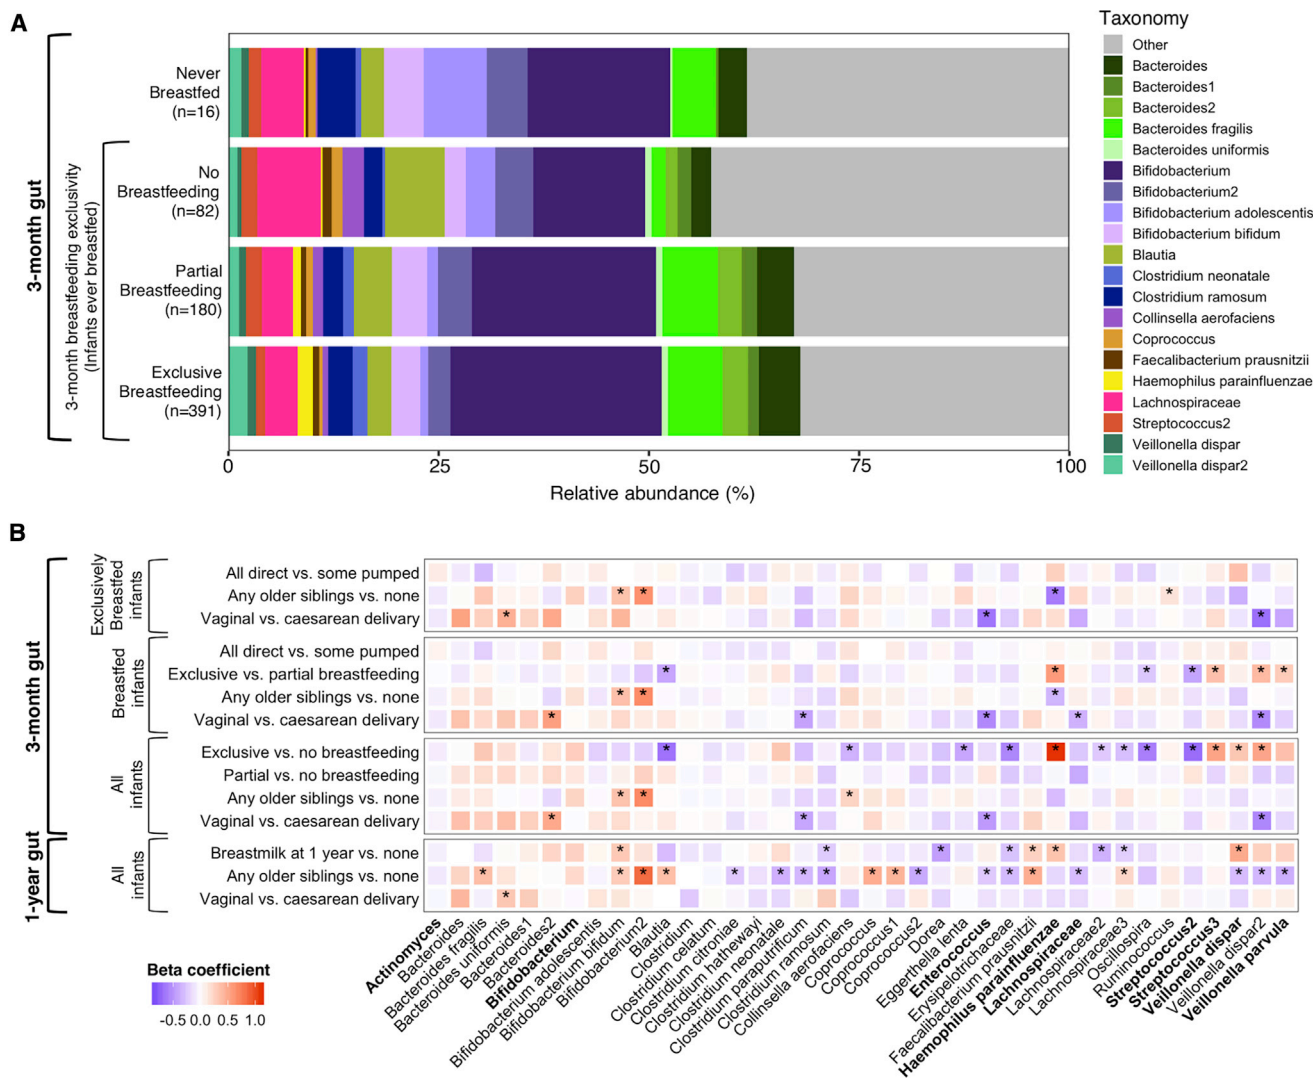 A
Taxonomy
Other
Bacteroides
Bacteroides1
Bacteroides2
Bacteroides fragilis
Bacteroides uniformis
Bifidobacterium
Bifidobacterium2
Bifidobacterium adolescentis
Bifidobacterium bifidum
Blautia
Clostridium neonatale
Clostridium ramosum
Collinsella aerofaciens
Coprococcus
Faecalibacterium prausnitzii
Haemophilus parainfluenzae
Lachnospiraceae
Streptococcus2
Veillonella dispar
Veillonella dispar2
3-month gut
3-month breastfeeding exclusivity
(Infants ever breastfed)
Never
Breastfed
(n=16)
No
Breastfeeding
(n=82)
Partial
Breastfeeding
(n=180)
Exclusive
Breastfeeding
(n=391)
0 25 50 75 100
Relative abundance (%)
B
3-month gut
Exclusively
Breastfed
infants
All direct vs. some pumped
Any older siblings vs. none
Vaginal vs. caesarean delivery
Breastfed
infants
All direct vs. some pumped
Exclusive vs. partial breastfeeding
Any older siblings vs. none
Vaginal vs. caesarean delivary
All
infants
Exclusive vs. no breastfeeding
Partial vs. no breastfeeding
Any older siblings vs. none
Vaginal vs. caesarean delivary
1-year gut
All
infants
Breastmilk at 1 year vs. none
Any older siblings vs. none
Vaginal vs. caesarean delivary
Actinomyces
Bacteroides
Bacteroides fragilis
Bacteroides uniformis
Bacteroides1
Bacteroides2
Bifidobacterium
Bifidobacterium adolescentis
Bifidobacterium bifidum
Bifidobacterium2
Blautia
Clostridium
Clostridium celatum
Clostridium citroniae
Clostridium hathewayi
Clostridium neonatale
Clostridium paraputrificum
Clostridium ramosum
Collinsella aerofaciens
Coprococcus
Coprococcus1
Coprococcus2
Dorea
Eggerthella lenta
Enterococcus
Erysipelotrichaceae
Faecalibacterium prausnitzii
Haemophilus parainfluenzae
Lachnospiraceae
Lachnospiraceae2
Lachnospiraceae3
Oscillospira
Ruminococcus
Streptococcus2
Streptococcus3
Veillonella dispar
Veillonella dispar2
Veillonella parvula
Beta coefficient
-0.5 0.0 0.5 1.0